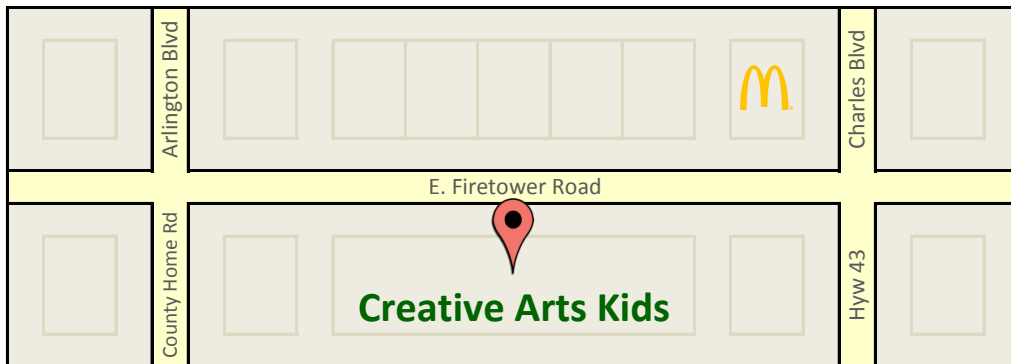 Arlington Blvd
Charles Blvd
E. Firetower Road
County Home Rd
Creative Arts Kids
Hyw 43